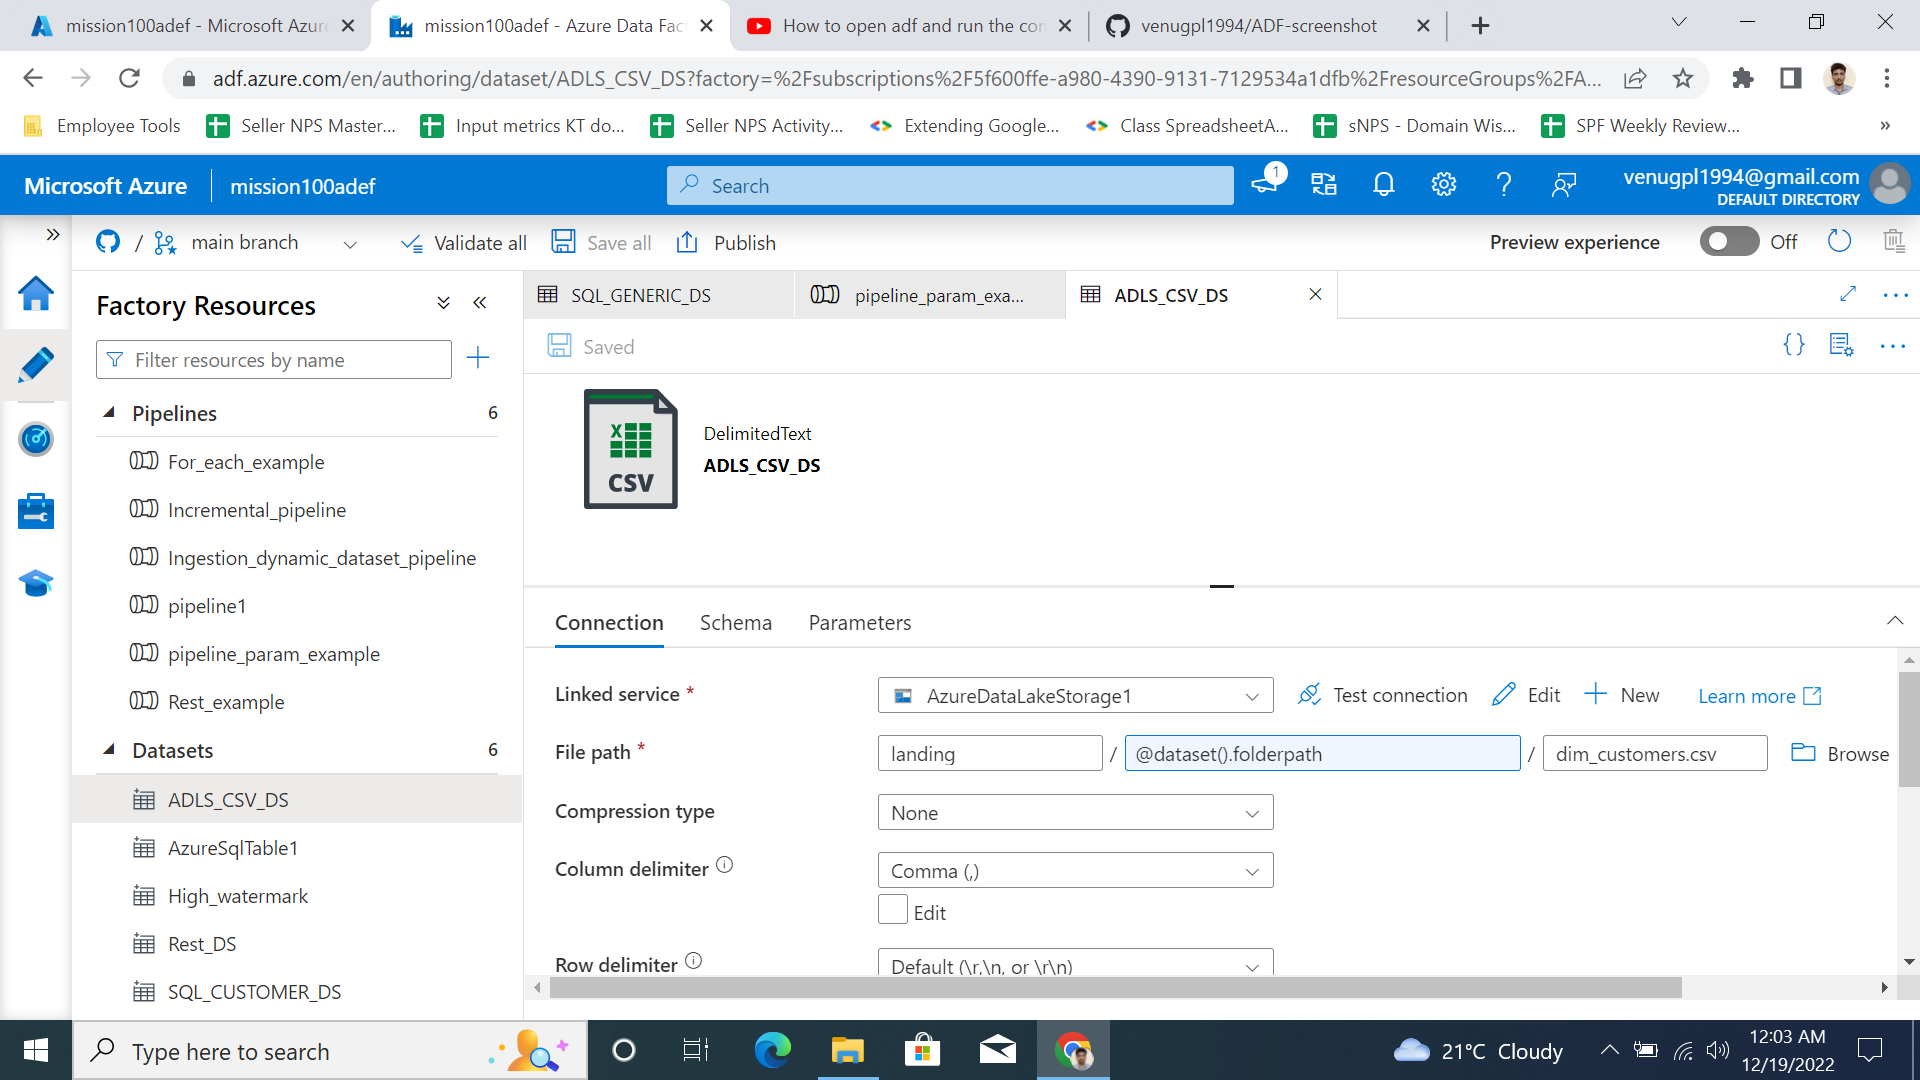 mission100adef - Microsoft Azure
mission100adef - Azure Data Fact
How to open adf and run the con
venugpl1994/ADF-screenshot
adf.azure.com/en/authoring/dataset/ADLS_CSV_DS?factory=%2Fsubscriptions%2F5f600ffe-a980-4390-9131-7129534a1dfb%2FresourceGroups%2FA...
Employee Tools
Seller NPS Master...
Input metrics KT do...
Seller NPS Activity...
Extending Google...
Class SpreadsheetA...
sNPS - Domain Wis...
SPF Weekly Review...
»
Microsoft Azure
mission100adef
Search
1
venugpl1994@gmail.com
DEFAULT DIRECTORY
/ main branch
Validate all
Save all
Publish
Preview experience
Off
Factory Resources
Filter resources by name
Pipelines 6
For_each_example
Incremental_pipeline
Ingestion_dynamic_dataset_pipeline
pipeline1
pipeline_param_example
Rest_example
Datasets 6
ADLS_CSV_DS
AzureSqlTable1
High_watermark
Rest_DS
SQL_CUSTOMER_DS
SQL_GENERIC_DS
pipeline_param_exa...
ADLS_CSV_DS
Saved
{}
X
CSV
DelimitedText
ADLS_CSV_DS
Connection
Schema
Parameters
Linked service *
AzureDataLakeStorage1
Test connection
Edit
New
Learn more
File path *
landing / @dataset().folderpath / dim_customers.csv
Browse
Compression type
None
Column delimiter
Comma (,)
Edit
Row delimiter
Default (\r,\n, or \r\n)
Type here to search
21°C Cloudy
12:03 AM
12/19/2022